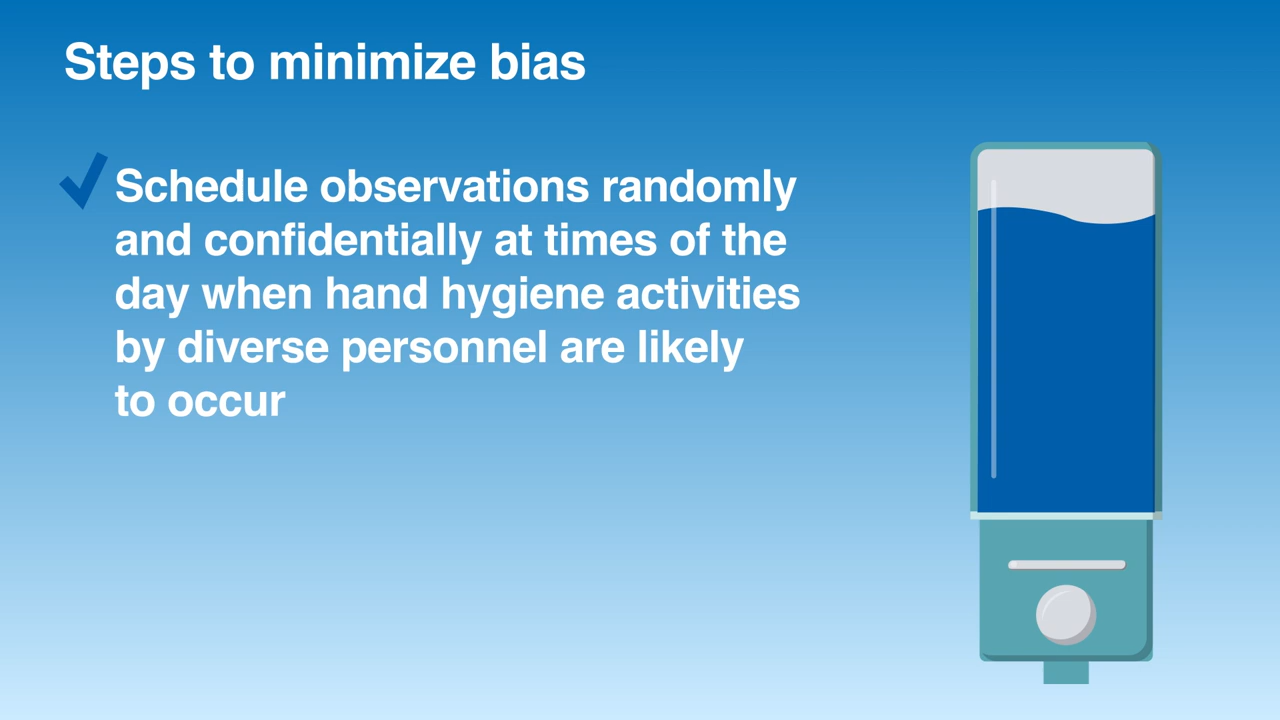 Steps to minimize bias
Schedule observations randomly
and confidentially at times of the
day when hand hygiene activities
by diverse personnel are likely
to occur